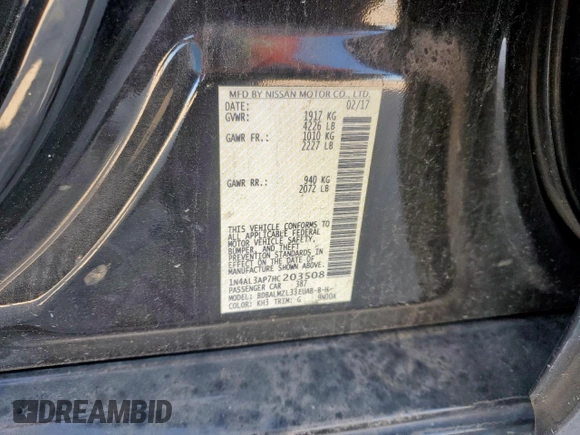 MFD BY NISSAN MOTOR CO., LTD.
DATE: 02/17
GVWR: 1917 KG
4226 LB
GAWR FR.: 1010 KG
2227 LB
GAWR RR.: 940 KG
2072 LB
THIS VEHICLE CONFORMS TO
ALL APPLICABLE FEDERAL
MOTOR VEHICLE SAFETY,
BUMPER, AND THEFT
PREVENTION STANDARDS IN
EFFECT ON THE DATE OF
MANUFACTURE SHOWN ABOVE.
1N4AL3AP7HC203508
PASSENGER CAR 387
MODEL:
COLOR: KH3 TRIM: G
DREAMBID